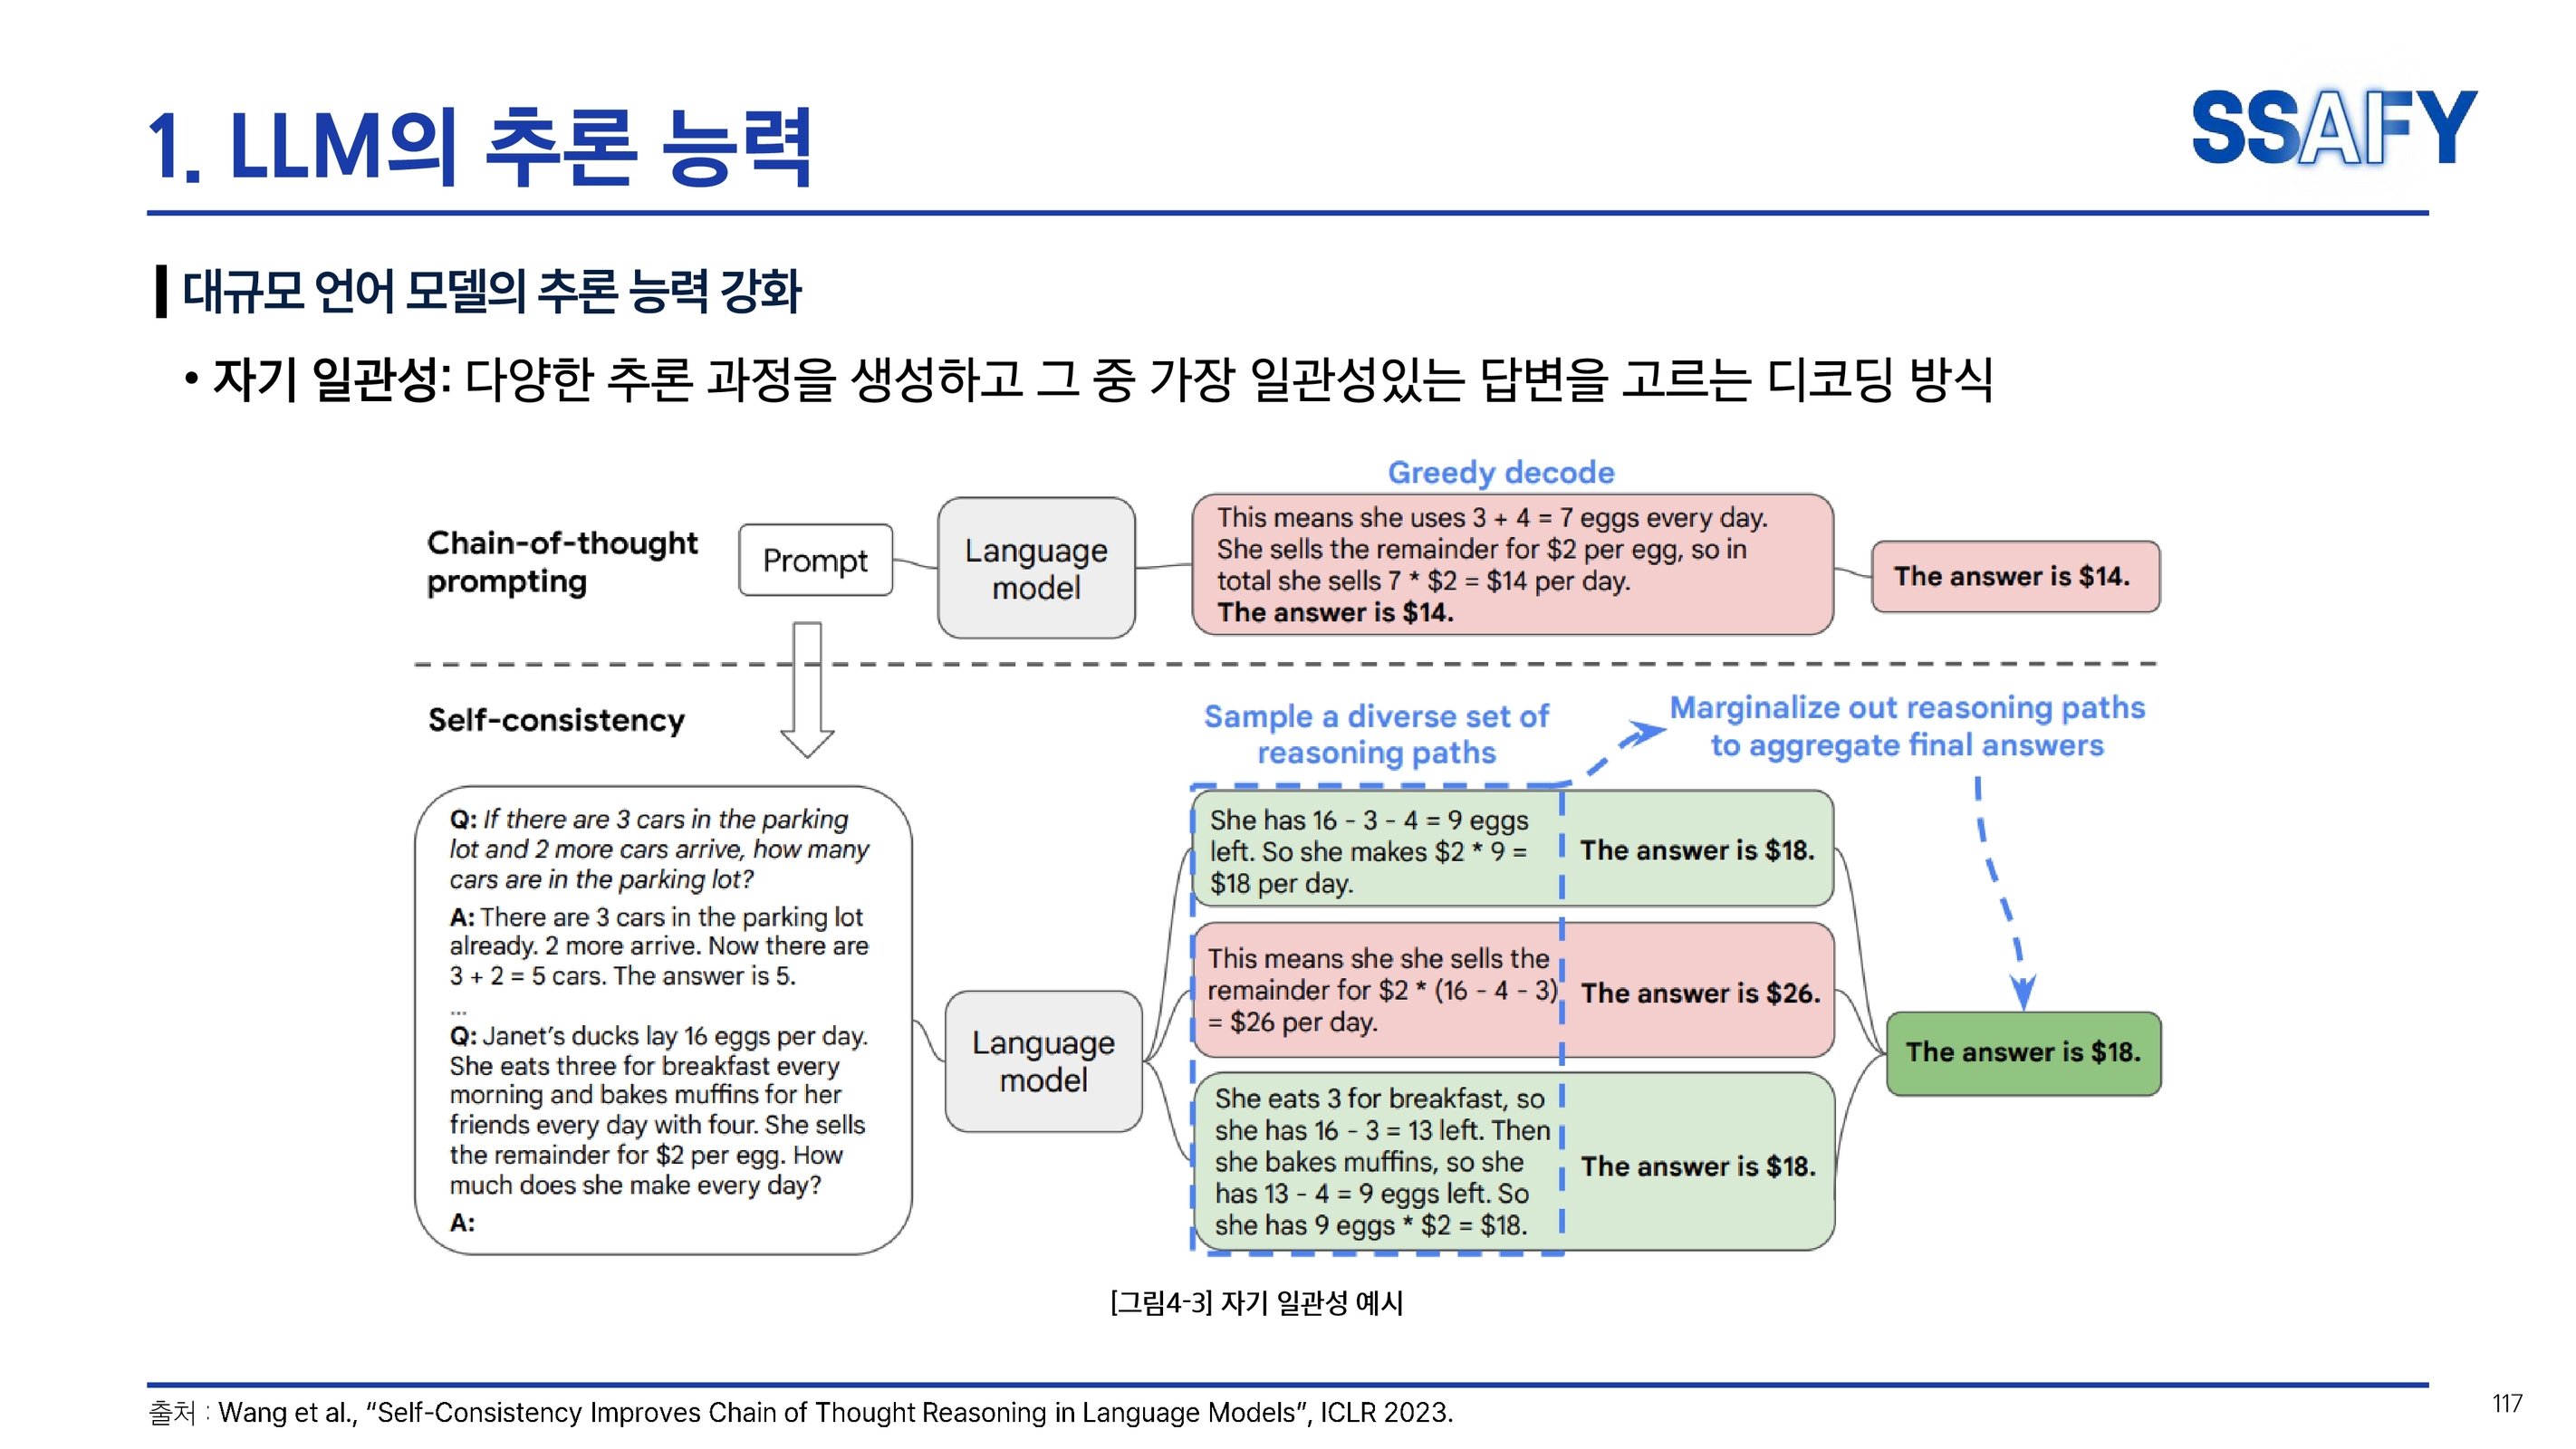 1. LLM의 추론 능력
SSAFY
대규모 언어 모델의 추론 능력 강화
• 자기 일관성: 다양한 추론 과정을 생성하고 그 중 가장 일관성있는 답변을 고르는 디코딩 방식
Greedy decode
Chain-of-thought
prompting
Prompt
Language
model
This means she uses 3 + 4 = 7 eggs every day.
She sells the remainder for $2 per egg, so in
total she sells 7 * $2 = $14 per day.
The answer is $14.
The answer is $14.
Self-consistency
Sample a diverse set of
reasoning paths
Marginalize out reasoning paths
to aggregate final answers
Q: If there are 3 cars in the parking
lot and 2 more cars arrive, how many
cars are in the parking lot?
A: There are 3 cars in the parking lot
already. 2 more arrive. Now there are
3 + 2 = 5 cars. The answer is 5.
...
Q: Janet's ducks lay 16 eggs per day.
She eats three for breakfast every
morning and bakes muffins for her
friends every day with four. She sells
the remainder for $2 per egg. How
much does she make every day?
A:
Language
model
She has 16 - 3 - 4 = 9 eggs
left. So she makes $2 * 9 =
$18 per day.
The answer is $18.
This means she she sells the
remainder for $2 * (16 - 4 - 3)
= $26 per day.
The answer is $26.
She eats 3 for breakfast, so
she has 16 - 3 = 13 left. Then
she bakes muffins, so she
has 13 - 4 = 9 eggs left. So
she has 9 eggs * $2 = $18.
The answer is $18.
The answer is $18.
[그림4-3] 자기 일관성 예시
출처 : Wang et al., “Self-Consistency Improves Chain of Thought Reasoning in Language Models”, ICLR 2023.
117